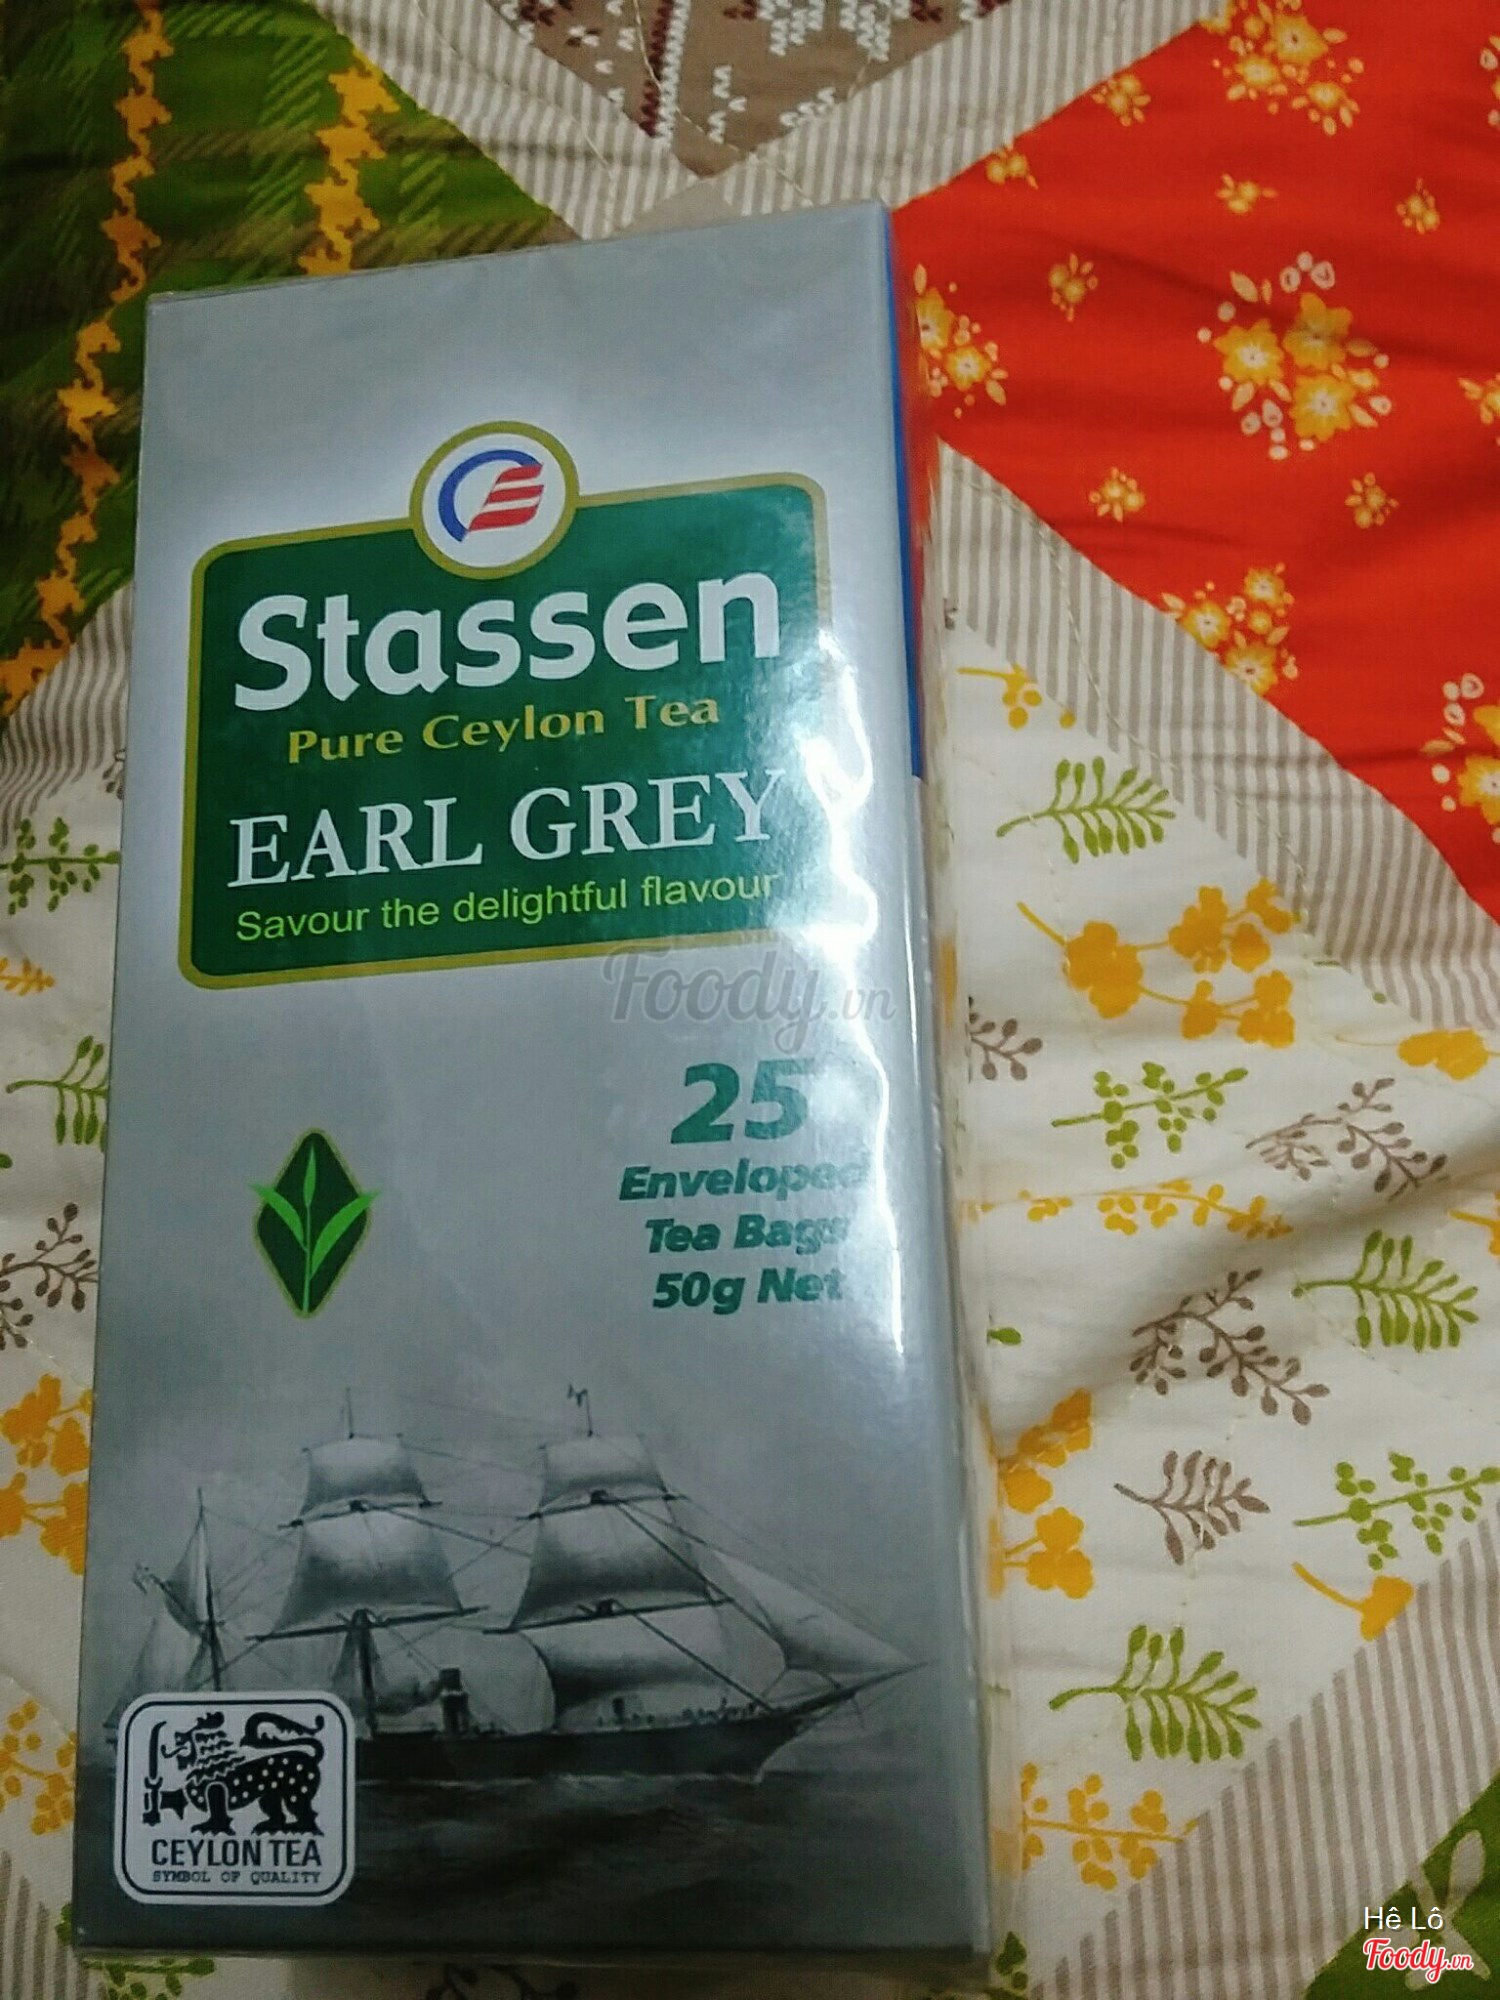 Stassen
Pure Ceylon Tea
EARL GREY
Savour the delightful flavour
Foody.vn
25
Enveloped
Tea Bags
50g Net
CEYLON TEA
SYMBOL OF QUALITY
Hê Lô
Foody.vn